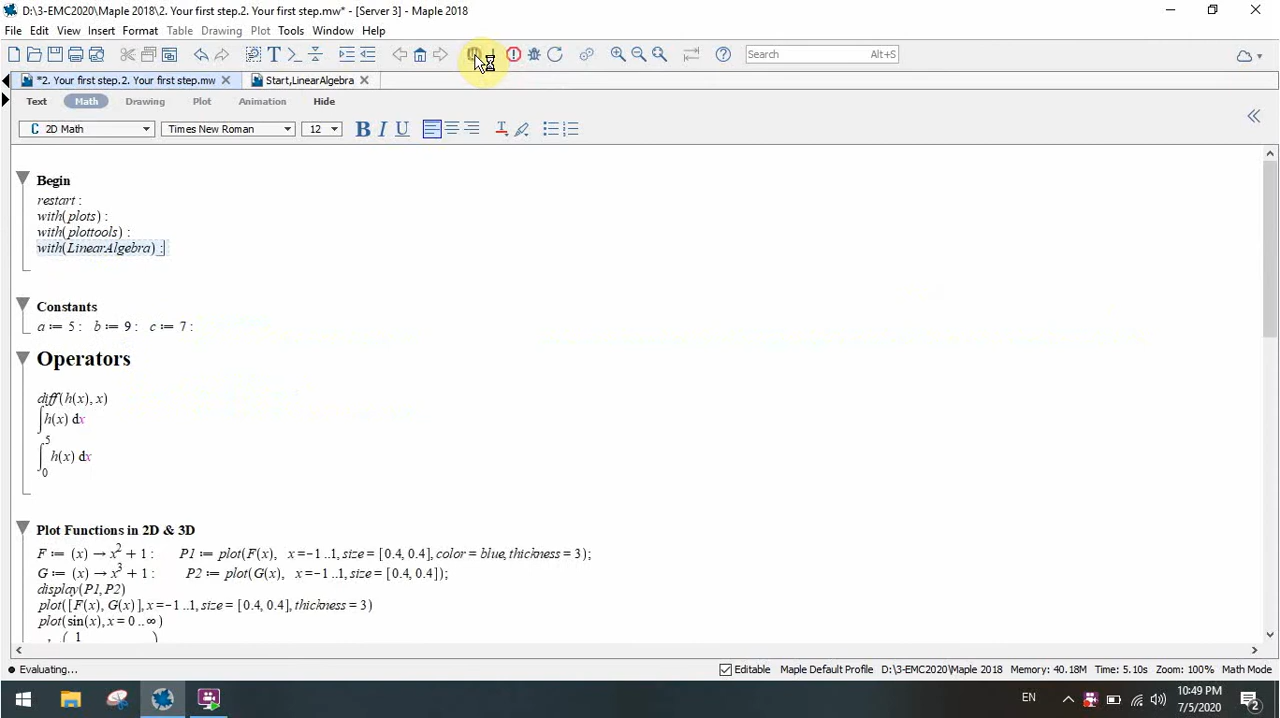 D:\3-EMC2020\Maple 2018\2. Your first step.2. Your first step.mw* - [Server 3] - Maple 2018
File Edit View Insert Format Table Drawing Plot Tools Window Help
Search Alt+S
*2. Your first step.2. Your first step.mw Start,LinearAlgebra
Text Math Drawing Plot Animation Hide
C 2D Math Times New Roman 12 B I U
Begin
restart :
with(plots) :
with(plottools) :
with(LinearAlgebra) :
Constants
a := 5 : b := 9 : c := 7 :
Operators
diff(h(x), x)
∫h(x) dx
∫₀⁵ h(x) dx
Plot Functions in 2D & 3D
F := (x) → x² + 1 : P1 := plot(F(x), x =−1 ..1, size = [0.4, 0.4], color = blue, thickness = 3);
G := (x) → x³ + 1 : P2 := plot(G(x), x =−1 ..1, size = [0.4, 0.4]);
display(P1, P2)
plot([F(x), G(x)], x =−1 ..1, size = [0.4, 0.4], thickness = 3)
plot(sin(x), x = 0 .. ∞)
Evaluating... Editable Maple Default Profile D:\3-EMC2020\Maple 2018 Memory: 40.18M Time: 5.10s Zoom: 100% Math Mode
EN 10:49 PM
7/5/2020 2